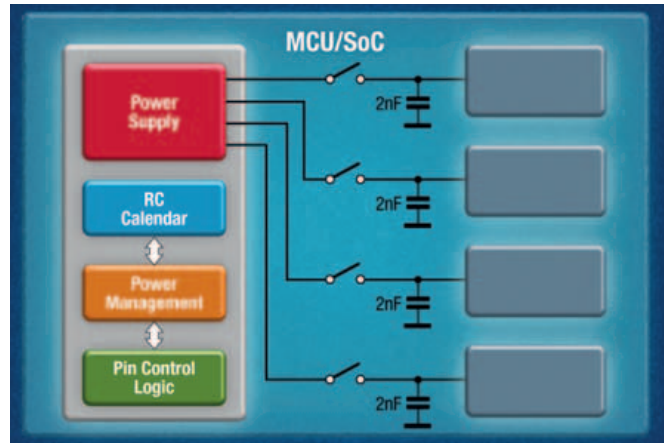 MCU/SoC
Power
Supply
2nF
RC
Calendar
2nF
Power
Management
2nF
Pin Control
Logic
2nF